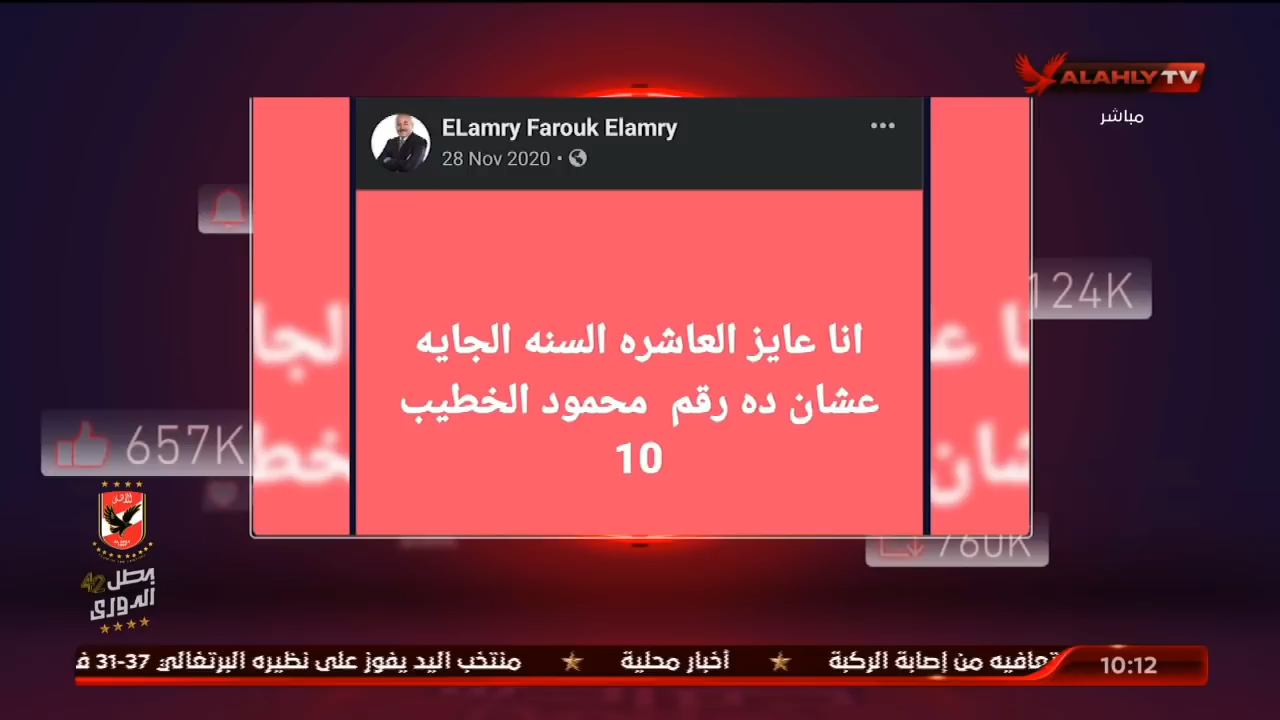 ALAHLY TV
مباشر
ELamry Farouk Elamry
28 Nov 2020
انا عايز العاشره السنه الجايه
عشان ده رقم محمود الخطيب
10
124K
657K
760K
بطل الدوري 42
10:12
تعافيه من إصابة الركبة ★ أخبار محلية ★ منتخب اليد يفوز على نظيره البرتغالي 37-31 ف